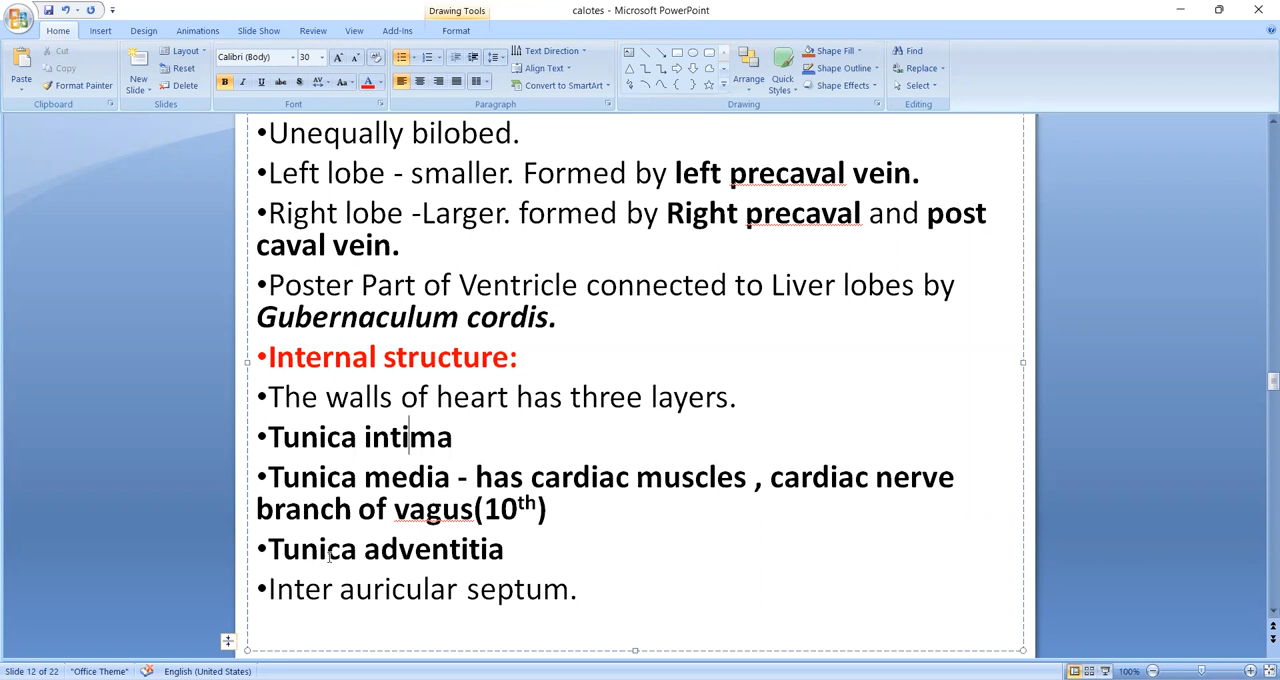 Drawing Tools
calotes - Microsoft PowerPoint
Home Insert Design Animations Slide Show Review View Add-Ins Format
Paste
Cut
Copy
Format Painter
Clipboard
New
Slide
Layout
Reset
Delete
Slides
Calibri (Body) 30
B I U abc S AV Aa A
Font
Text Direction
Align Text
Convert to SmartArt
Paragraph
Arrange
Quick
Styles
Shape Fill
Shape Outline
Shape Effects
Drawing
Find
Replace
Select
Editing
•Unequally bilobed.
•Left lobe - smaller. Formed by left precaval vein.
•Right lobe -Larger. formed by Right precaval and post
caval vein.
•Poster Part of Ventricle connected to Liver lobes by
Gubernaculum cordis.
•Internal structure:
•The walls of heart has three layers.
•Tunica intima
•Tunica media - has cardiac muscles , cardiac nerve
branch of vagus(10th)
•Tunica adventitia
•Inter auricular septum.
Slide 12 of 22 "Office Theme" English (United States) 100%